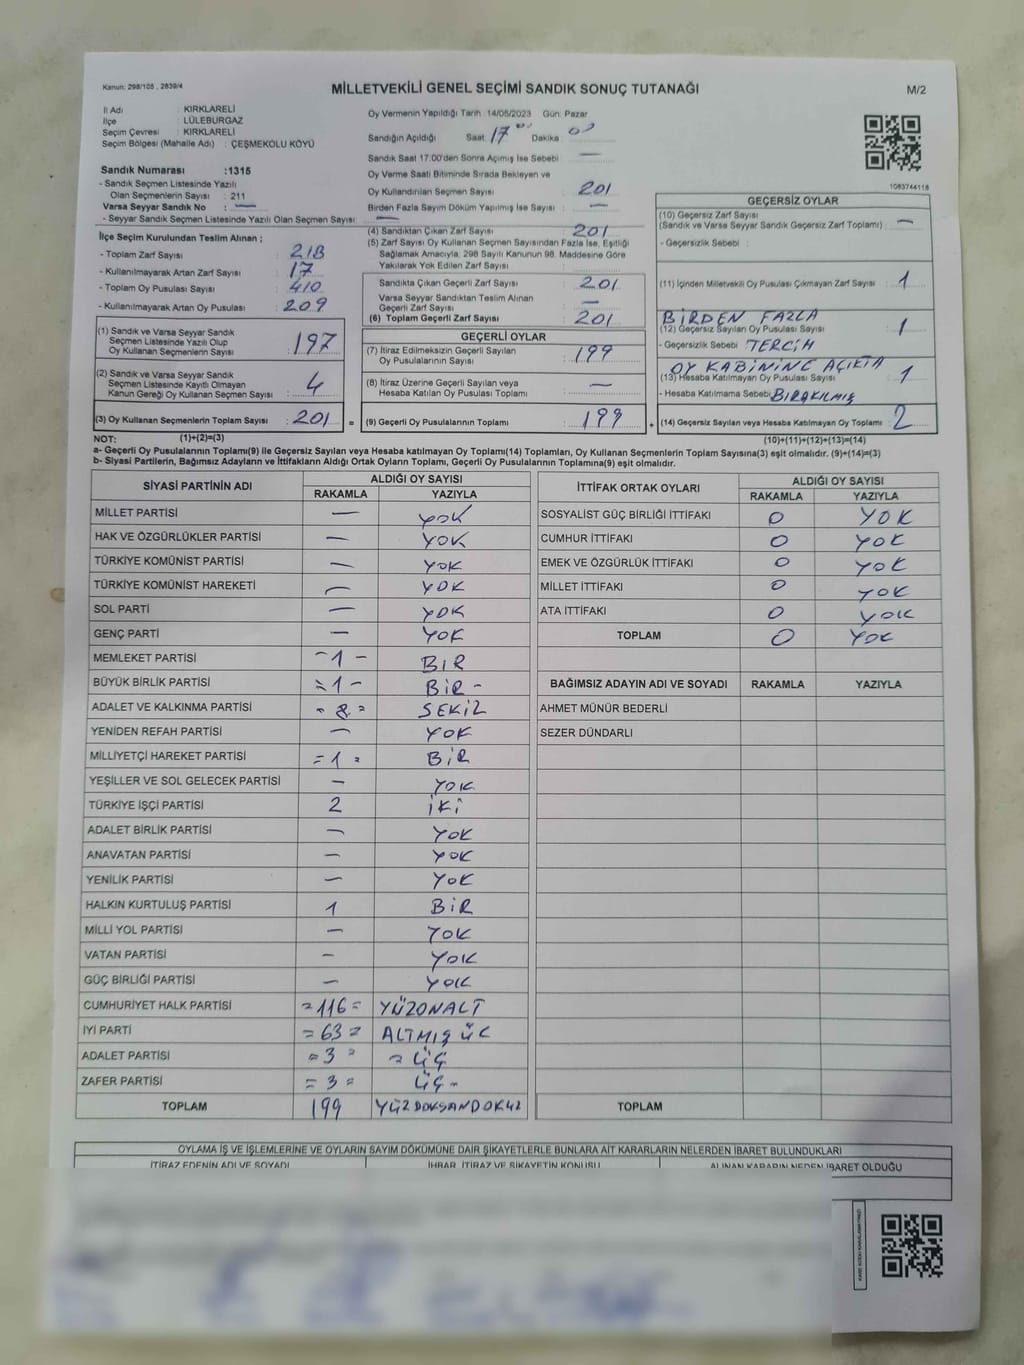 Kanun: 298/105 , 2839/4
MİLLETVEKİLİ GENEL SEÇİMİ SANDIK SONUÇ TUTANAĞI
M/2
İl Adı : KIRKLARELİ
İlçe : LÜLEBURGAZ
Seçim Çevresi : KIRKLARELİ
Seçim Bölgesi (Mahalle Adı) : ÇEŞMEKOLU KÖYÜ
Sandık Numarası :1315
- Sandık Seçmen Listesinde Yazılı
Olan Seçmenlerin Sayısı : 211
Varsa Seyyar Sandık No : —
- Seyyar Sandık Seçmen Listesinde Yazılı Olan Seçmen Sayısı : —
Oy Vermenin Yapıldığı Tarih: 14/05/2023 Gün: Pazar
Sandığın Açıldığı Saat 17 00 Dakika 00
Sandık Saat 17:00'den Sonra Açımış İse Sebebi —
Oy Verme Saati Bitiminde Sırada Bekleyen ve
Oy Kullandırılan Seçmen Sayısı 201
Birden Fazla Sayım Döküm Yapılmış İse Sayısı —
1083744118
İlçe Seçim Kurulundan Teslim Alınan ;
- Toplam Zarf Sayısı : 218
- Kullanılmayarak Artan Zarf Sayısı : 17
- Toplam Oy Pusulası Sayısı : 410
- Kullanılmayarak Artan Oy Pusulası : 209
(1) Sandık ve Varsa Seyyar Sandık
Seçmen Listesinde Yazılı Olup
Oy Kullanan Seçmenlerin Sayısı : 197
(2) Sandık ve Varsa Seyyar Sandık
Seçmen Listesinde Kayıtlı Olmayan
Kanun Gereği Oy Kullanan Seçmen Sayısı : 4
(3) Oy Kullanan Seçmenlerin Toplam Sayısı : 201
(4) Sandıktan Çıkan Zarf Sayısı : 201
(5) Zarf Sayısı Oy Kullanan Seçmen Sayısından Fazla İse, Eşitliği
Sağlamak Amacıyla, 298 Sayılı Kanunun 98. Maddesine Göre
Yakılarak Yok Edilen Zarf Sayısı :
Sandıkta Çıkan Geçerli Zarf Sayısı : 201
Varsa Seyyar Sandıktan Teslim Alınan
Geçerli Zarf Sayısı : —
(6) Toplam Geçerli Zarf Sayısı : 201
GEÇERLİ OYLAR
(7) İtiraz Edilmeksizin Geçerli Sayılan
Oy Pusulalarının Sayısı : 199
(8) İtiraz Üzerine Geçerli Sayılan veya
Hesaba Katılan Oy Pusulası Toplamı : —
= (9) Geçerli Oy Pusulalarının Toplamı : 199
GEÇERSİZ OYLAR
(10) Geçersiz Zarf Sayısı
(Sandık ve Varsa Seyyar Sandık Geçersiz Zarf Toplamı) : —
- Geçersizlik Sebebi :
(11) İçinden Milletvekili Oy Pusulası Çıkmayan Zarf Sayısı : 1
BİRDEN FAZLA
(12) Geçersiz Sayılan Oy Pusulası Sayısı : 1
- Geçersizlik Sebebi : TERCİH
OY KABİNİNE AÇIKTA
(13) Hesaba Katılmayan Oy Pusulası Sayısı : 1
- Hesaba Katılmama Sebebi : BIRAKILMIŞ
+ (14) Geçersiz Sayılan veya Hesaba Katılmayan Oy Toplamı : 2
NOT: (1)+(2)=(3)
(10)+(11)+(12)+(13)=(14)
a- Geçerli Oy Pusulalarının Toplamı(9) ile Geçersiz Sayılan veya Hesaba katılmayan Oy Toplamı(14) Toplamları, Oy Kullanan Seçmenlerin Toplam Sayısına(3) eşit olmalıdır. (9)+(14)=(3)
b- Siyasi Partilerin, Bağımsız Adayların ve İttifakların Aldığı Ortak Oyların Toplamı, Geçerli Oy Pusulalarının Toplamına(9) eşit olmalıdır.
SİYASİ PARTİNİN ADI ALDIĞI OY SAYISI
RAKAMLA YAZIYLA
MİLLET PARTİSİ — YOK
HAK VE ÖZGÜRLÜKLER PARTİSİ — YOK
TÜRKİYE KOMÜNİST PARTİSİ — YOK
TÜRKİYE KOMÜNİST HAREKETİ — YOK
SOL PARTİ — YOK
GENÇ PARTİ — YOK
MEMLEKET PARTİSİ -1- BİR
BÜYÜK BİRLİK PARTİSİ =1- BİR-
ADALET VE KALKINMA PARTİSİ - 8 = SEKİZ
YENİDEN REFAH PARTİSİ — YOK
MİLLİYETÇİ HAREKET PARTİSİ =1= BİR
YEŞİLLER VE SOL GELECEK PARTİSİ — YOK
TÜRKİYE İŞÇİ PARTİSİ 2 İKİ
ADALET BİRLİK PARTİSİ — YOK
ANAVATAN PARTİSİ — YOK
YENİLİK PARTİSİ — YOK
HALKIN KURTULUŞ PARTİSİ 1 BİR
MİLLİ YOL PARTİSİ — YOK
VATAN PARTİSİ — YOK
GÜÇ BİRLİĞİ PARTİSİ — YOK
CUMHURİYET HALK PARTİSİ =116= YÜZONALT
İYİ PARTİ =63= ALTMIŞ ÜÇ
ADALET PARTİSİ =3= = ÜÇ
ZAFER PARTİSİ =3= ÜÇ-
TOPLAM 199 YÜZDOKSANDOKUZ
İTTİFAK ORTAK OYLARI ALDIĞI OY SAYISI
RAKAMLA YAZIYLA
SOSYALİST GÜÇ BİRLİĞİ İTTİFAKI 0 YOK
CUMHUR İTTİFAKI 0 YOK
EMEK VE ÖZGÜRLÜK İTTİFAKI 0 YOK
MİLLET İTTİFAKI 0 YOK
ATA İTTİFAKI 0 YOK
TOPLAM 0 YOK
BAĞIMSIZ ADAYIN ADI VE SOYADI RAKAMLA YAZIYLA
AHMET MÜNÜR BEDERLİ
SEZER DÜNDARLI
TOPLAM
OYLAMA İŞ VE İŞLEMLERİNE VE OYLARIN SAYIM DÖKÜMÜNE DAİR ŞİKAYETLERLE BUNLARA AİT KARARLARIN NELERDEN İBARET BULUNDUKLARI
İTİRAZ EDENİN ADI VE SOYADI İHBAR, İTİRAZ VE ŞİKAYETİN KONUSU ALINAN KARARIN NEDEN İBARET OLDUĞU